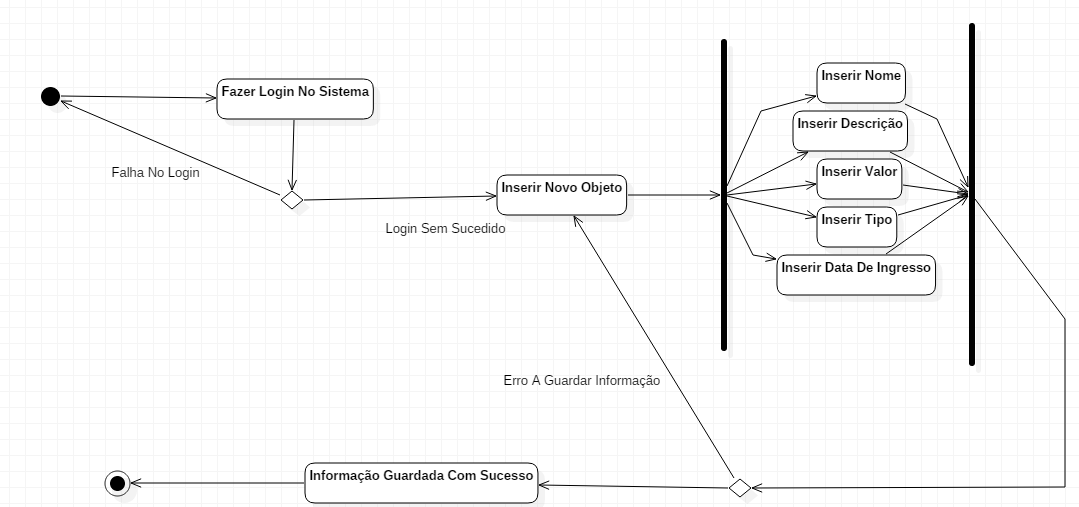 Fazer Login No Sistema
Falha No Login
Login Sem Sucedido
Inserir Novo Objeto
Inserir Nome
Inserir Descrição
Inserir Valor
Inserir Tipo
Inserir Data De Ingresso
Erro A Guardar Informação
Informação Guardada Com Sucesso